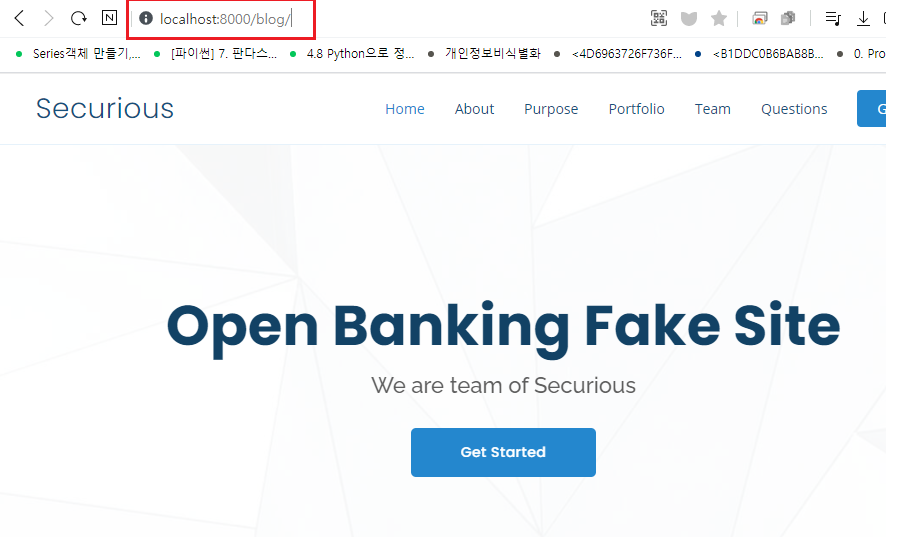 localhost:8000/blog/
Series객체 만들기,... [파이썬] 7. 판다스... 4.8 Python으로 정... 개인정보비식별화 <4D6963726F736F... <B1DDC0B6BAB8B... 0. Pro
Securious Home About Purpose Portfolio Team Questions G
Open Banking Fake Site
We are team of Securious
Get Started